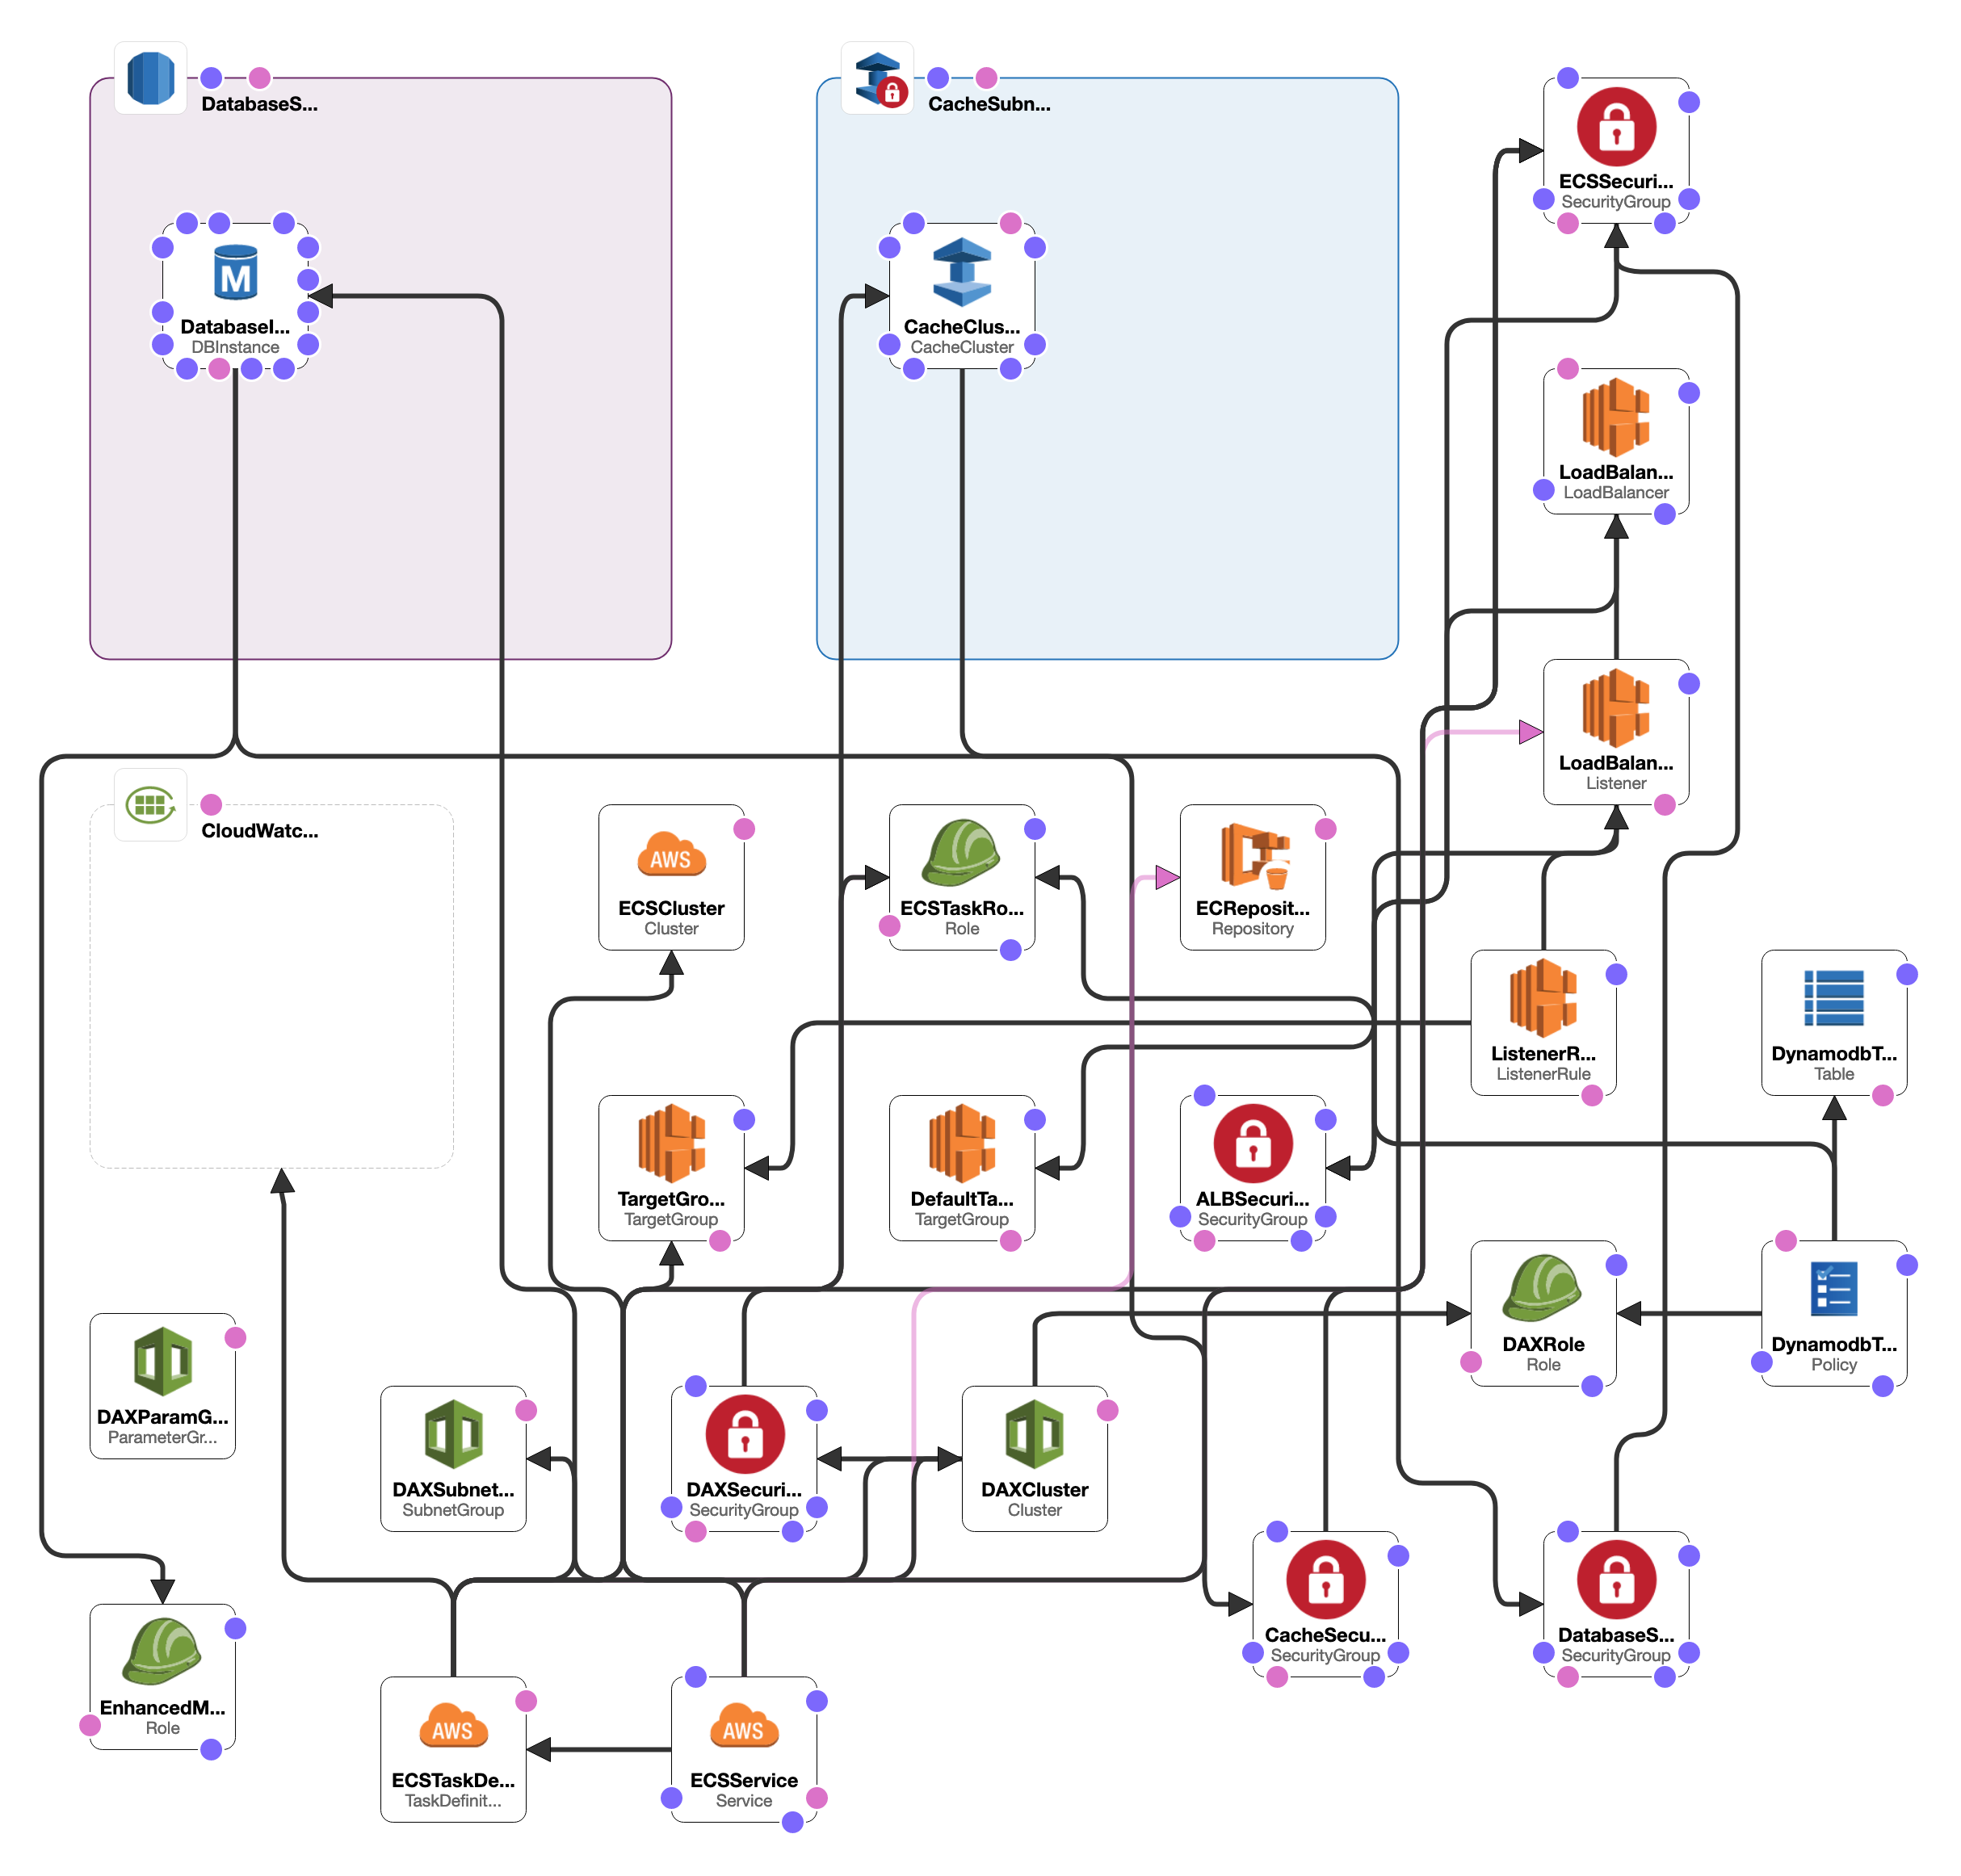 DatabaseS...
CacheSubn...
ECSSecuri...
SecurityGroup
M
DatabaseI...
DBInstance
CacheClus...
CacheCluster
LoadBalan...
LoadBalancer
LoadBalan...
Listener
CloudWatc...
AWS
ECSCluster
Cluster
ECSTaskRo...
Role
ECReposit...
Repository
ListenerR...
ListenerRule
DynamodbT...
Table
TargetGro...
TargetGroup
DefaultTa...
TargetGroup
ALBSecuri...
SecurityGroup
DAXRole
Role
DynamodbT...
Policy
DAXParamG...
ParameterGr...
DAXSubnet...
SubnetGroup
DAXSecuri...
SecurityGroup
DAXCluster
Cluster
CacheSecu...
SecurityGroup
DatabaseS...
SecurityGroup
EnhancedM...
Role
AWS
ECSTaskDe...
TaskDefinit...
AWS
ECSService
Service